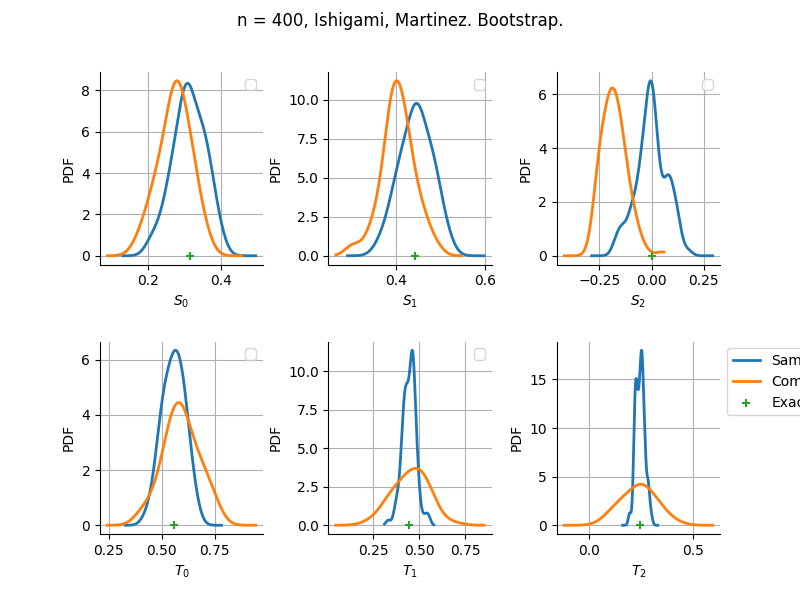 n = 400, Ishigami, Martinez. Bootstrap.
PDF
8
6
4
2
0
0.2
0.4
S₀
PDF
10.0
7.5
5.0
2.5
0.0
0.4
0.6
S₁
PDF
6
4
2
0
−0.25
0.00
0.25
S₂
PDF
6
4
2
0
0.25
0.50
0.75
T₀
PDF
10.0
7.5
5.0
2.5
0.0
0.25
0.50
0.75
T₁
PDF
15
10
5
0
0.0
0.5
T₂
Sam
Com
Exac